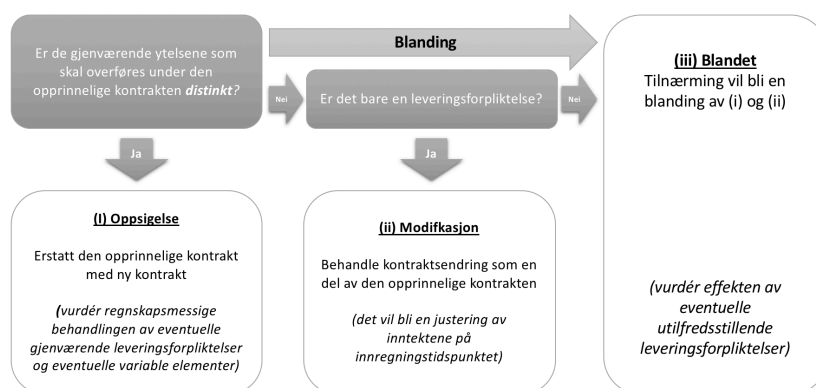 Er de gjenværende ytelsene som
skal overføres under den
opprinnelige kontrakten distinkt?
Blanding
Nei
Er det bare en leveringsforpliktelse?
Nei
(iii) Blandet
Tilnærming vil bli en
blanding av (i) og (ii)
(vurdér effekten av
eventuelle
utilfredsstillende
leveringsforpliktelser)
Ja
Ja
(I) Oppsigelse
Erstatt den opprinnelige kontrakt
med ny kontrakt
(vurdér regnskapsmessige
behandlingen av eventuelle
gjenværende leveringsforpliktelser
og eventuelle variable elementer)
(ii) Modifkasjon
Behandle kontraktsendring som en
del av den opprinnelige kontrakten
(det vil bli en justering av
inntektene på
innregningstidspunktet)